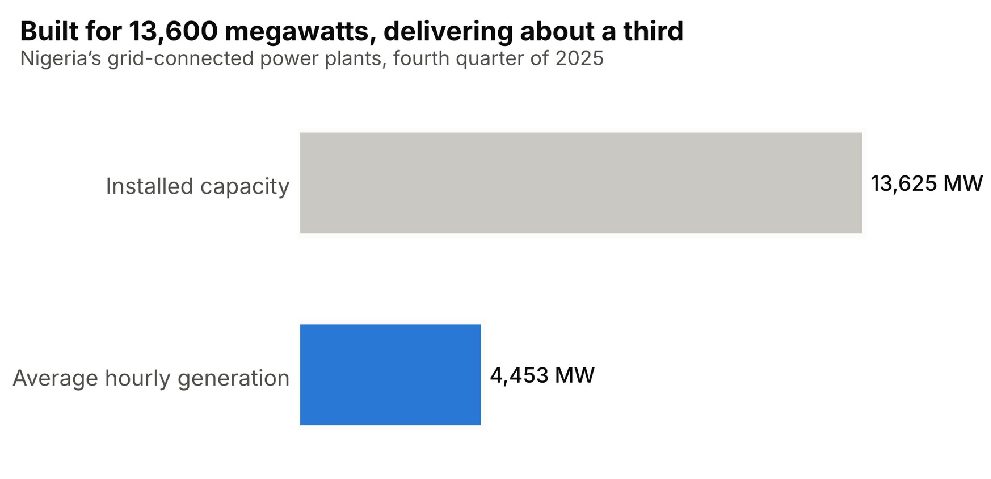 Built for 13,600 megawatts, delivering about a third
Nigeria’s grid-connected power plants, fourth quarter of 2025
Installed capacity
13,625 MW
Average hourly generation
4,453 MW